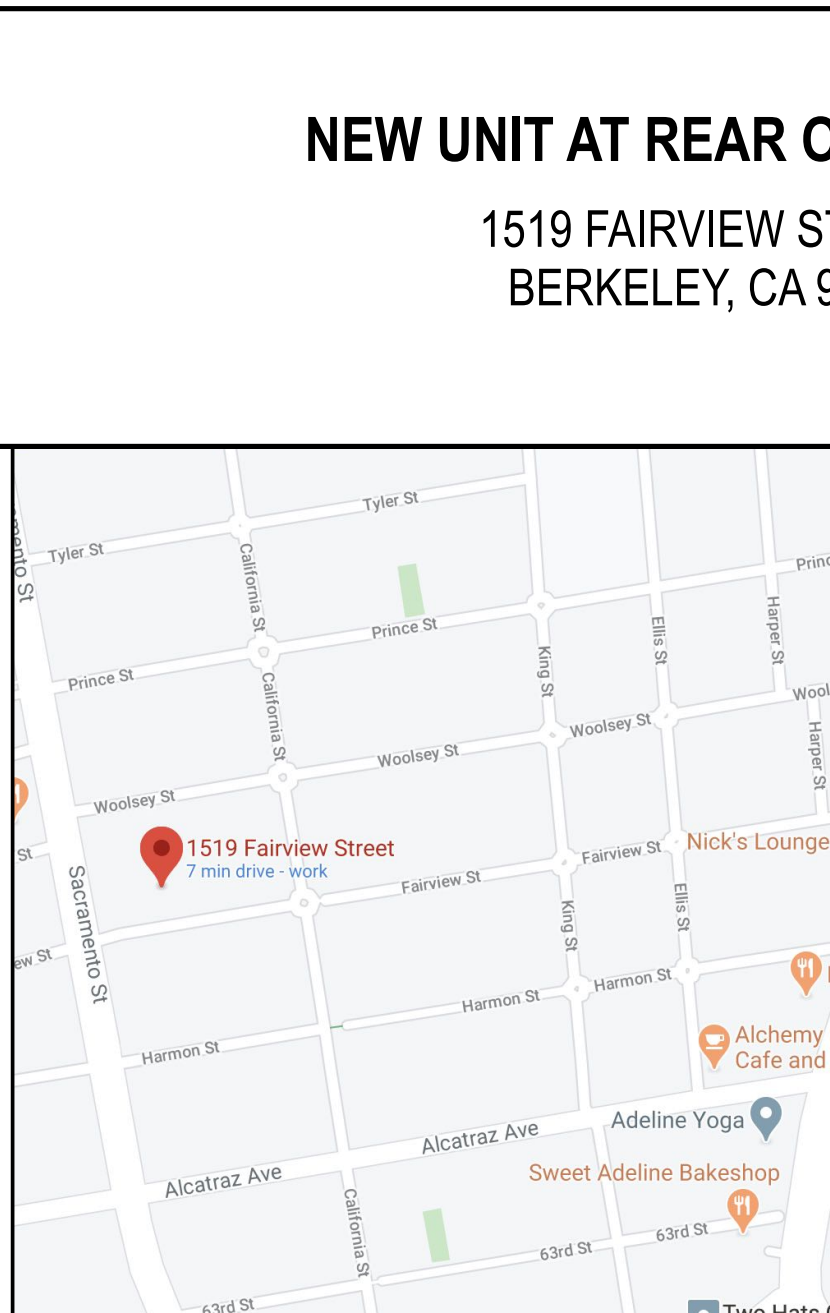 NEW UNIT AT REAR
1519 FAIRVIEW
BERKELEY, CA
Tyler St
Tyler St
St
California St
Prince St
Prince St
King St
Ellis St
Harper St
California St
Woolsey St
Woolsey St
Woolsey St
Harper St
1519 Fairview Street
7 min drive - work
Nick's Lounge
St
Fairview St
Fairview St
Sacramento St
King St
Ellis St
St
Harmon St
Harmon St
Harmon St
Alchemy
Cafe and
Adeline Yoga
Alcatraz Ave
Alcatraz Ave
Sweet Adeline Bakeshop
California St
63rd St
63rd St
63rd St
Two Hats